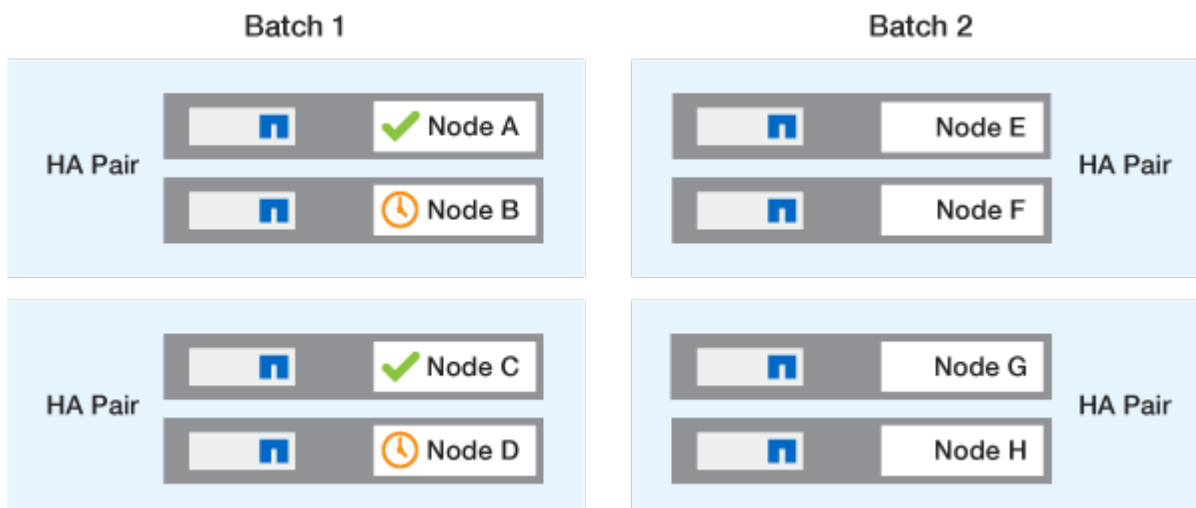 Batch 1
HA Pair
Node A
Node B
HA Pair
Node C
Node D
Batch 2
Node E
Node F
HA Pair
Node G
Node H
HA Pair